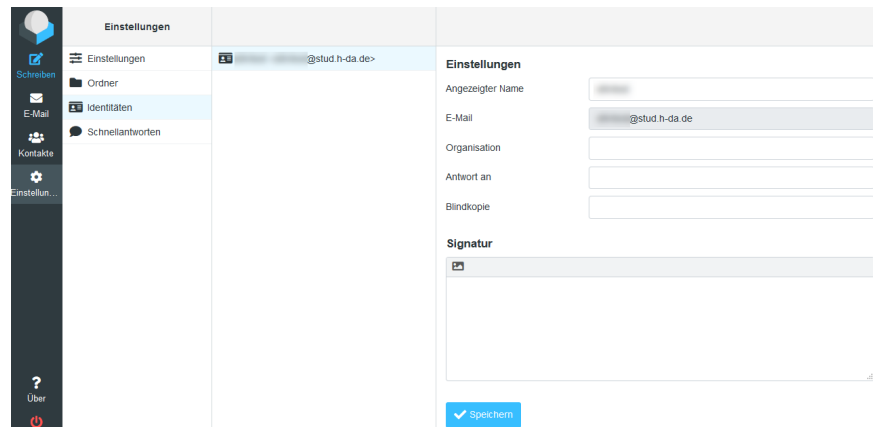 Einstellungen
Schreiben
E-Mail
Kontakte
Einstellun...
Über
Einstellungen
Ordner
Identitäten
Schnellantworten
@stud.h-da.de>
Einstellungen
Angezeigter Name
E-Mail
@stud.h-da.de
Organisation
Antwort an
Blindkopie
Signatur
Speichern